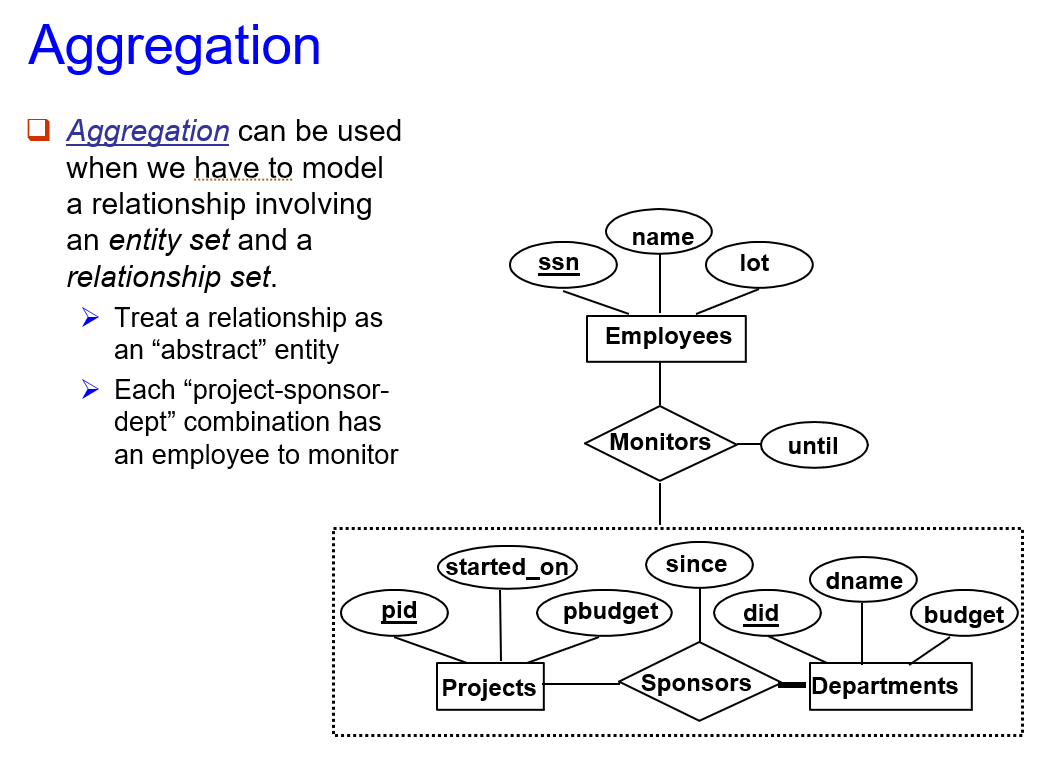 Aggregation
Aggregation can be used
when we have to model
a relationship involving
an entity set and a
relationship set.
Treat a relationship as
an “abstract” entity
Each “project-sponsor-
dept” combination has
an employee to monitor
name
ssn
lot
Employees
Monitors
until
started_on
since
dname
pid
pbudget
did
budget
Projects
Sponsors
Departments